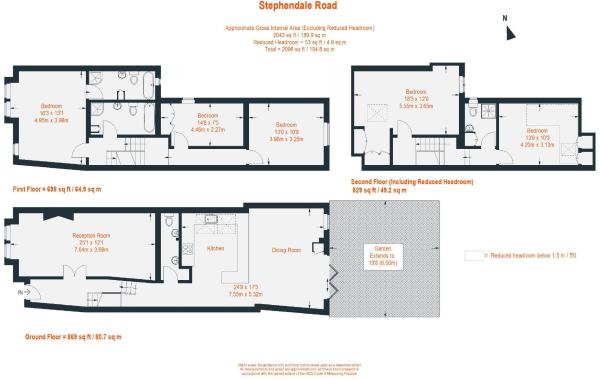 Stephendale Road
Approximate Gross Internal Area (Excluding Reduced Headroom)
2043 sq ft / 189.9 sq m
Reduced Headroom = 53 sq ft / 4.9 sq m
Total = 2096 sq ft / 194.8 sq m
N
Bedroom
16'3 x 13'1
4.95m x 3.98m
Bedroom
14'8 x 7'5
4.46m x 2.27m
Bedroom
13'0 x 10'8
3.96m x 3.25m
First Floor = 698 sq ft / 64.9 sq m
Bedroom
18'3 x 12'0
5.55m x 3.65m
Bedroom
13'9 x 10'3
4.20m x 3.13m
Second Floor (Including Reduced Headroom)
529 sq ft / 49.2 sq m
Reception Room
25'1 x 12'1
7.64m x 3.69m
Kitchen
Dining Room
24'9 x 17'5
7.55m x 5.32m
Garden
Extends to
19'8 (6.00m)
IN
= Reduced headroom below 1.5 m / 5'0
Ground Floor = 869 sq ft / 80.7 sq m